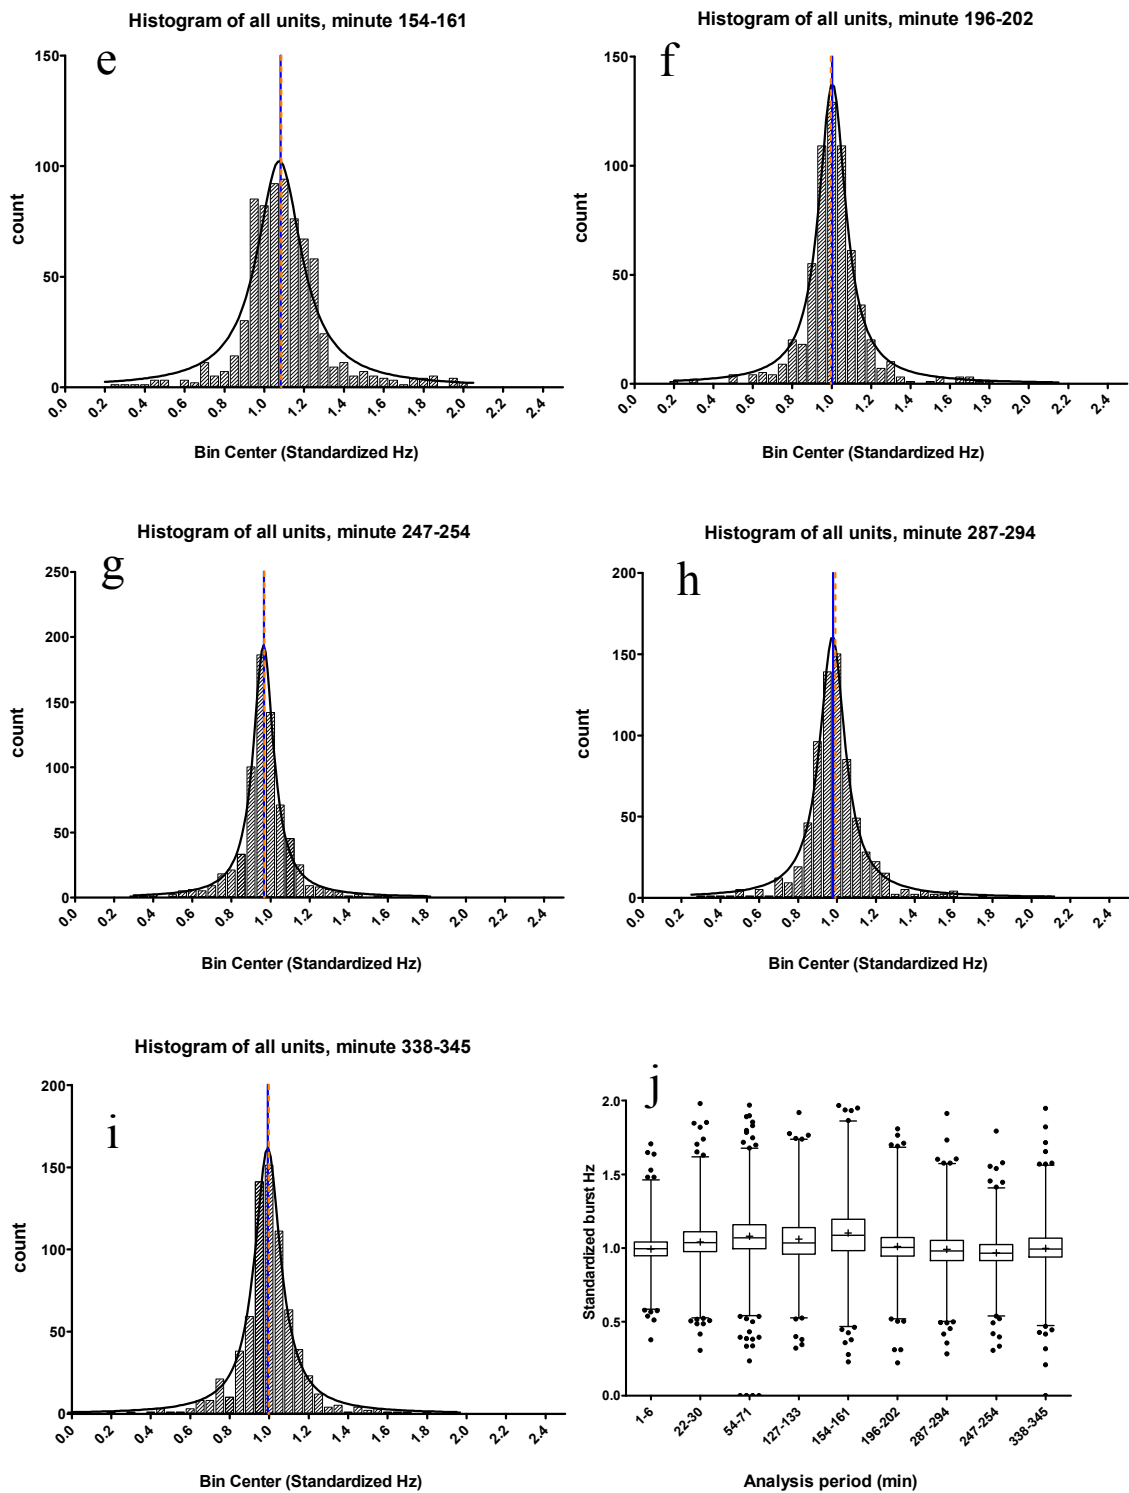 Histogram of all units, minute 154-161
e
150
100
50
0
count
0.0 0.2 0.4 0.6 0.8 1.0 1.2 1.4 1.6 1.8 2.0 2.2 2.4
Bin Center (Standardized Hz)
Histogram of all units, minute 196-202
f
150
100
50
0
count
0.0 0.2 0.4 0.6 0.8 1.0 1.2 1.4 1.6 1.8 2.0 2.2 2.4
Bin Center (Standardized Hz)
Histogram of all units, minute 247-254
g
250
200
150
100
50
0
count
0.0 0.2 0.4 0.6 0.8 1.0 1.2 1.4 1.6 1.8 2.0 2.2 2.4
Bin Center (Standardized Hz)
Histogram of all units, minute 287-294
h
200
150
100
50
0
count
0.0 0.2 0.4 0.6 0.8 1.0 1.2 1.4 1.6 1.8 2.0 2.2 2.4
Bin Center (Standardized Hz)
Histogram of all units, minute 338-345
i
200
150
100
50
0
count
0.0 0.2 0.4 0.6 0.8 1.0 1.2 1.4 1.6 1.8 2.0 2.2 2.4
Bin Center (Standardized Hz)
j
2.0
1.5
1.0
0.5
0.0
Standardized burst Hz
1-6 22-30 54-71 127-133 154-161 196-202 287-294 247-254 338-345
Analysis period (min)